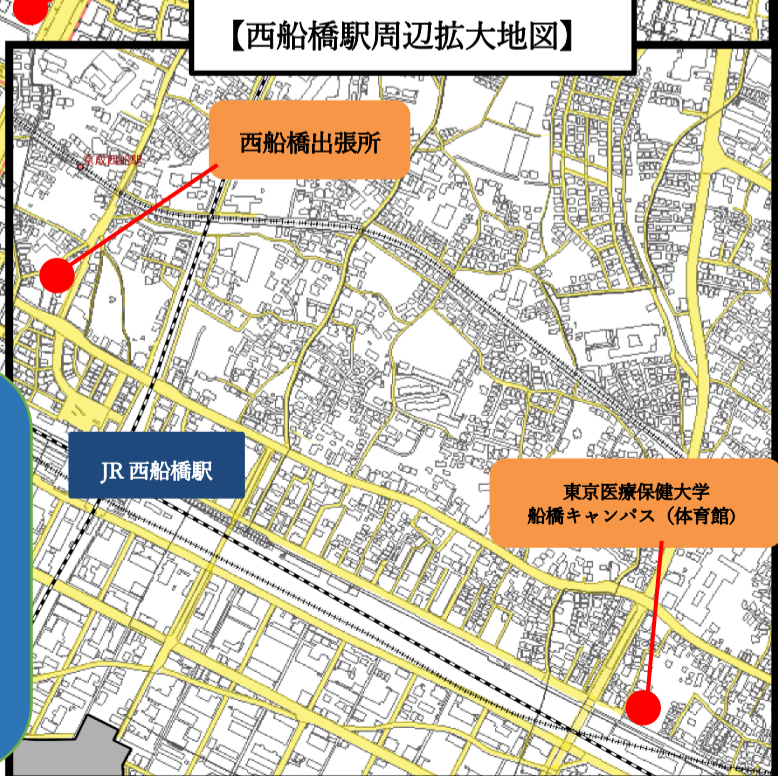 【西船橋駅周辺拡大地図】
西船橋出張所
京成西船駅
JR 西船橋駅
東京医療保健大学
船橋キャンパス（体育館）